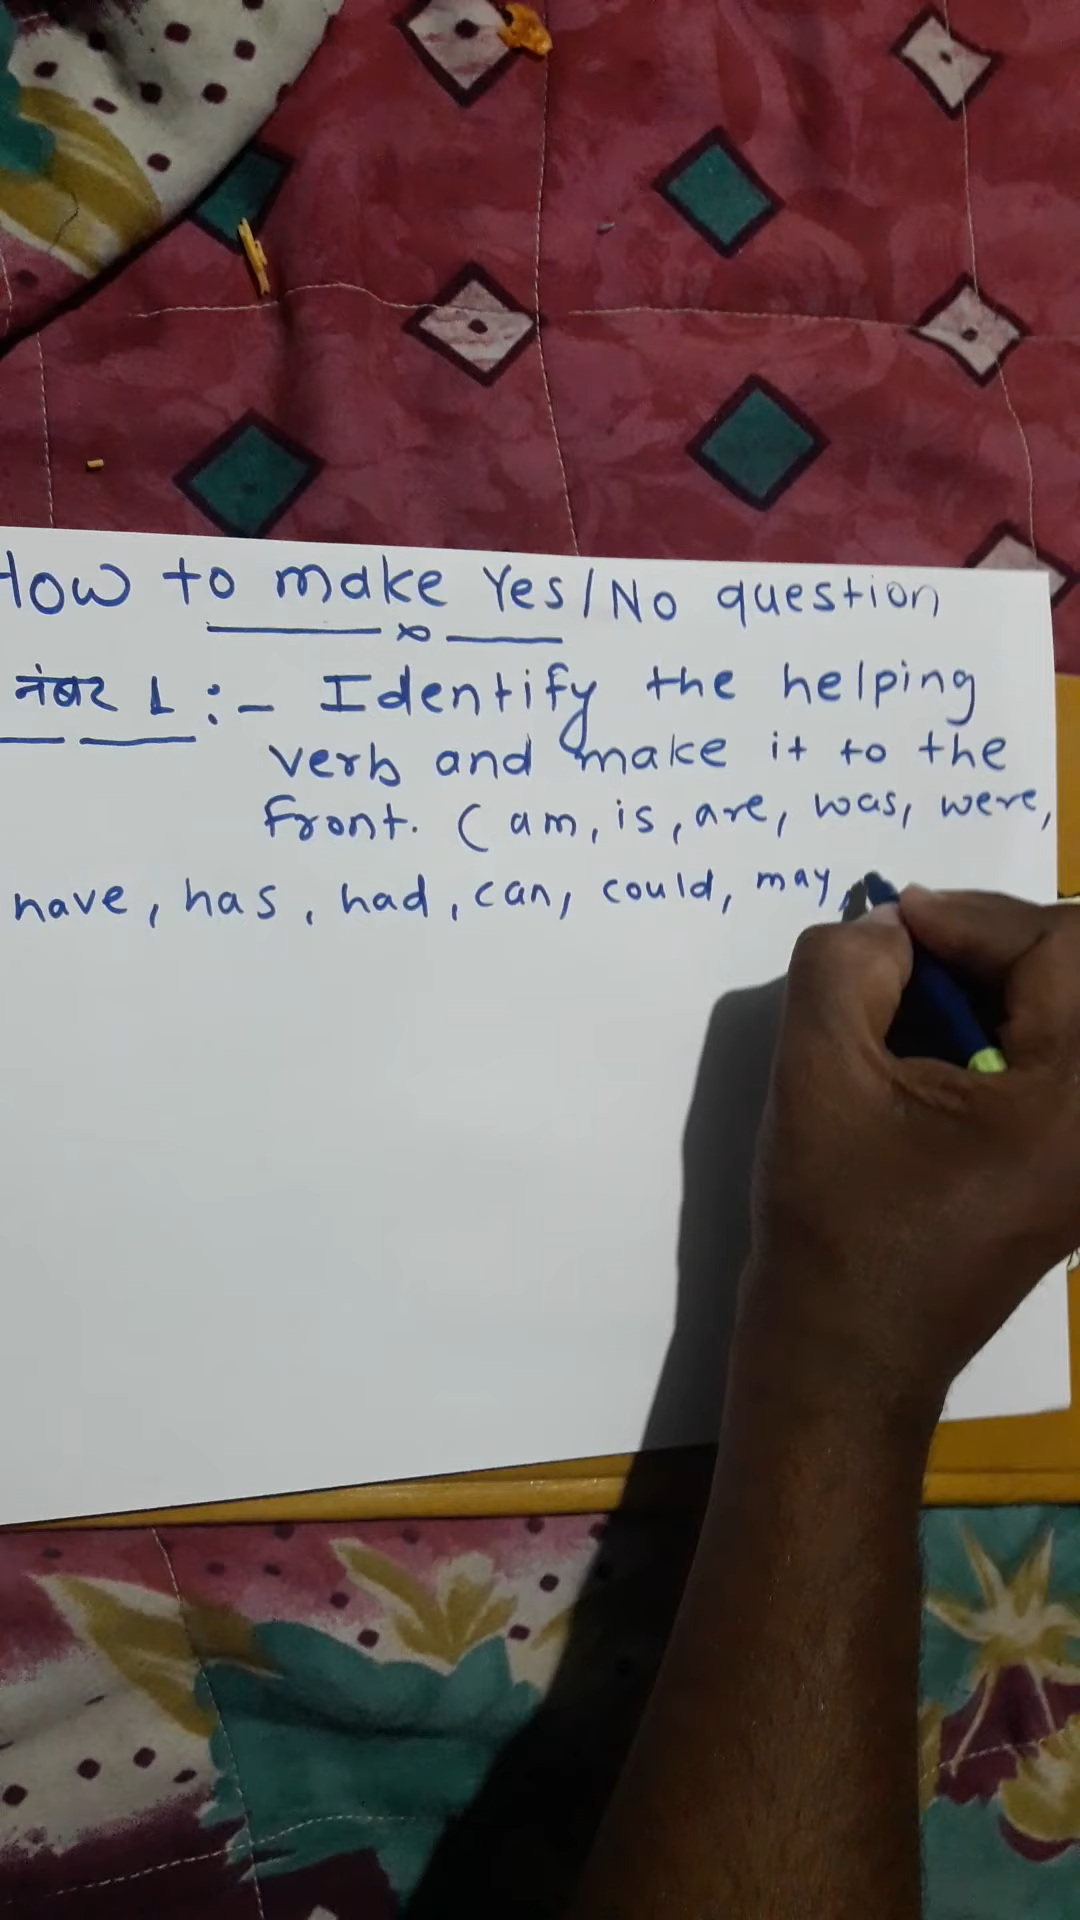 How to make Yes/No question
नंबर 1 :- Identify the helping
verb and make it to the
front. (am, is, are, was, were,
have, has, had, can, could, may,